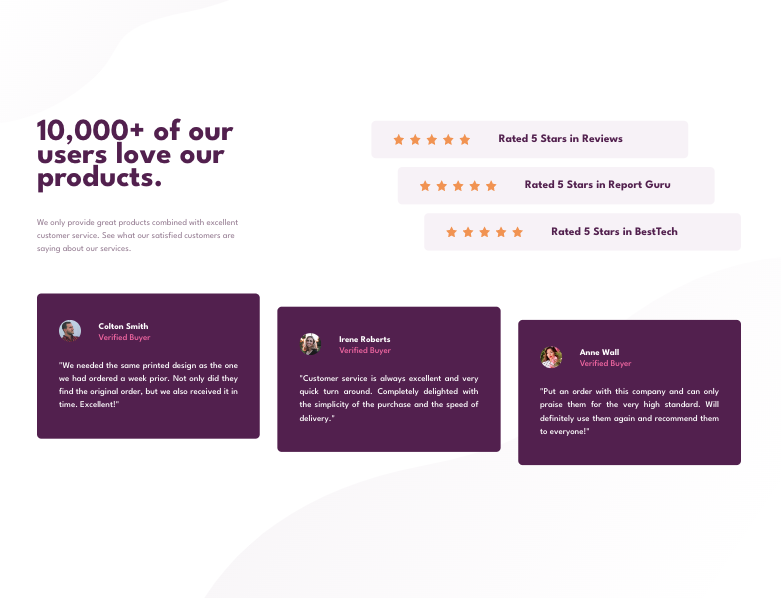 10,000+ of our
users love our
products.
We only provide great products combined with excellent
customer service. See what our satisfied customers are
saying about our services.
Rated 5 Stars in Reviews
Rated 5 Stars in Report Guru
Rated 5 Stars in BestTech
Colton Smith
Verified Buyer
"We needed the same printed design as the one
we had ordered a week prior. Not only did they
find the original order, but we also received it in
time. Excellent!"
Irene Roberts
Verified Buyer
"Customer service is always excellent and very
quick turn around. Completely delighted with
the simplicity of the purchase and the speed of
delivery."
Anne Wall
Verified Buyer
"Put an order with this company and can only
praise them for the very high standard. Will
definitely use them again and recommend them
to everyone!"